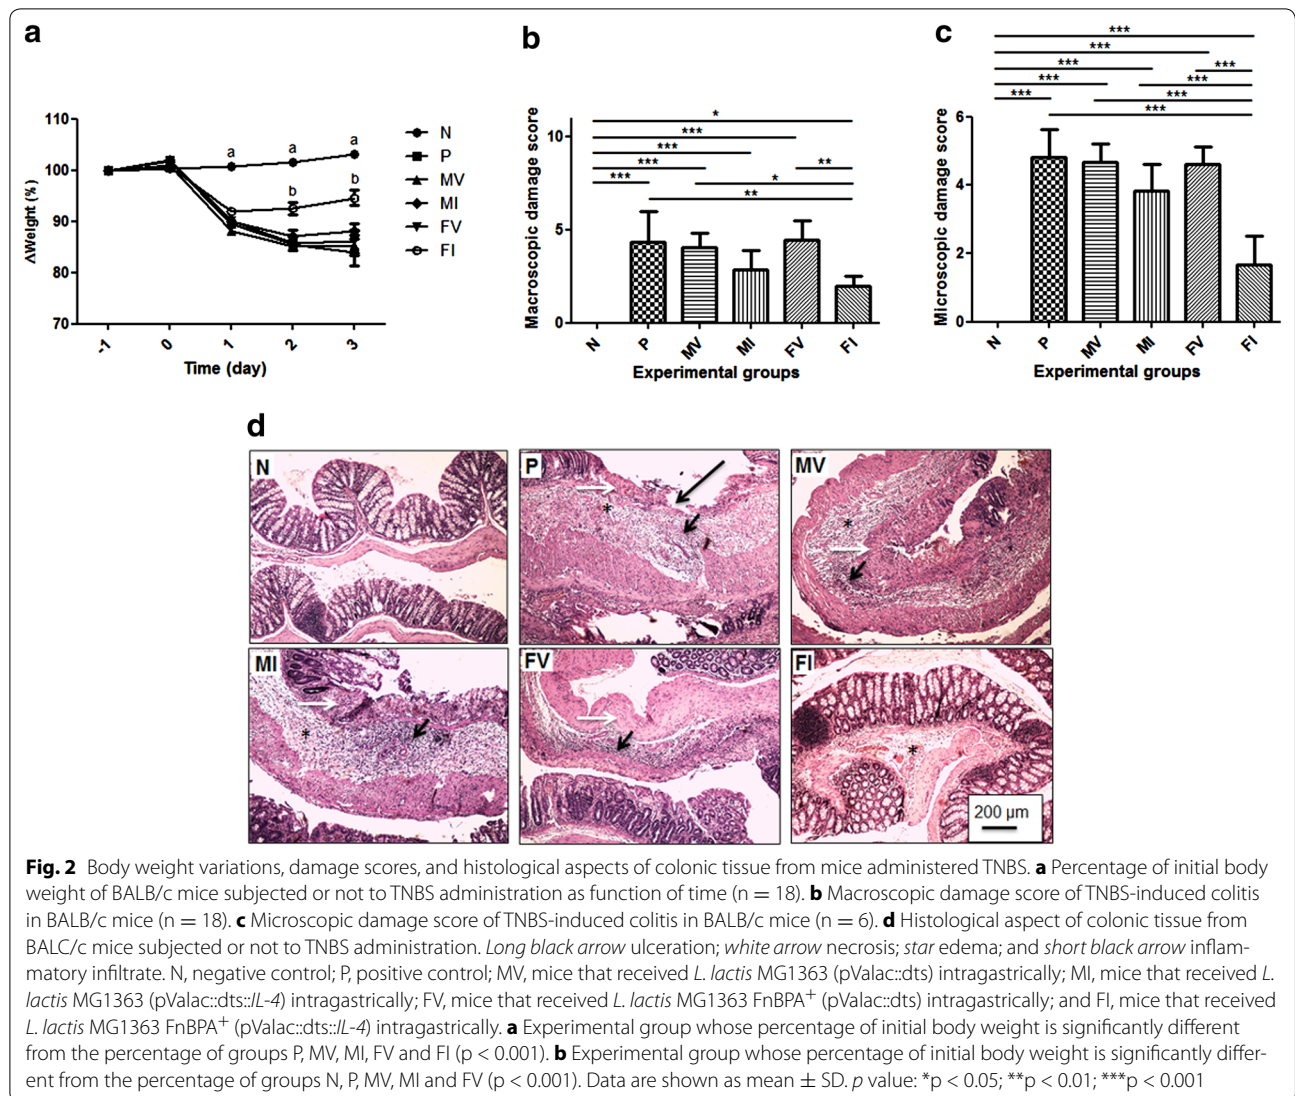 a
ΔWeight (%)
110
100
90
80
70
-1
0
1
2
3
Time (day)
a
a
a
b
b
N
P
MV
MI
FV
FI
b
Macroscopic damage score
10
5
0
*
***
***
***
***
**
*
**
N
P
MV
MI
FV
FI
Experimental groups
c
Microscopic damage score
6
4
2
0
***
***
***
***
***
***
***
***
***
N
P
MV
MI
FV
FI
Experimental groups
d
N
P
*
MV
*
MI
*
FV
FI
*
200 µm
Fig. 2 Body weight variations, damage scores, and histological aspects of colonic tissue from mice administered TNBS. a Percentage of initial body
weight of BALB/c mice subjected or not to TNBS administration as function of time (n = 18). b Macroscopic damage score of TNBS-induced colitis
in BALB/c mice (n = 18). c Microscopic damage score of TNBS-induced colitis in BALB/c mice (n = 6). d Histological aspect of colonic tissue from
BALC/c mice subjected or not to TNBS administration. Long black arrow ulceration; white arrow necrosis; star edema; and short black arrow inflam-
matory infiltrate. N, negative control; P, positive control; MV, mice that received L. lactis MG1363 (pValac::dts) intragastrically; MI, mice that received L.
lactis MG1363 (pValac::dts::IL-4) intragastrically; FV, mice that received L. lactis MG1363 FnBPA+ (pValac::dts) intragastrically; and FI, mice that received
L. lactis MG1363 FnBPA+ (pValac::dts::IL-4) intragastrically. a Experimental group whose percentage of initial body weight is significantly different
from the percentage of groups P, MV, MI, FV and FI (p < 0.001). b Experimental group whose percentage of initial body weight is significantly differ-
ent from the percentage of groups N, P, MV, MI and FV (p < 0.001). Data are shown as mean ± SD. p value: *p < 0.05; **p < 0.01; ***p < 0.001